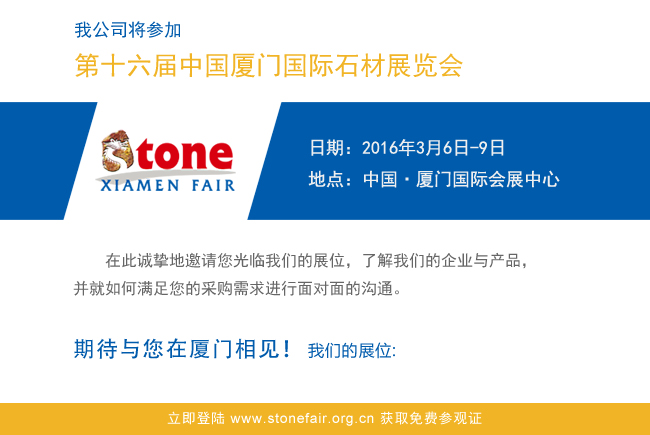 我公司将参加
第十六届中国厦门国际石材展览会
Stone
XIAMEN FAIR
日期：2016年3月6日-9日
地点：中国·厦门国际会展中心
在此诚挚地邀请您光临我们的展位，了解我们的企业与产品，
并就如何满足您的采购需求进行面对面的沟通。
期待与您在厦门相见！ 我们的展位:
立即登陆 www.stonefair.org.cn 获取免费参观证